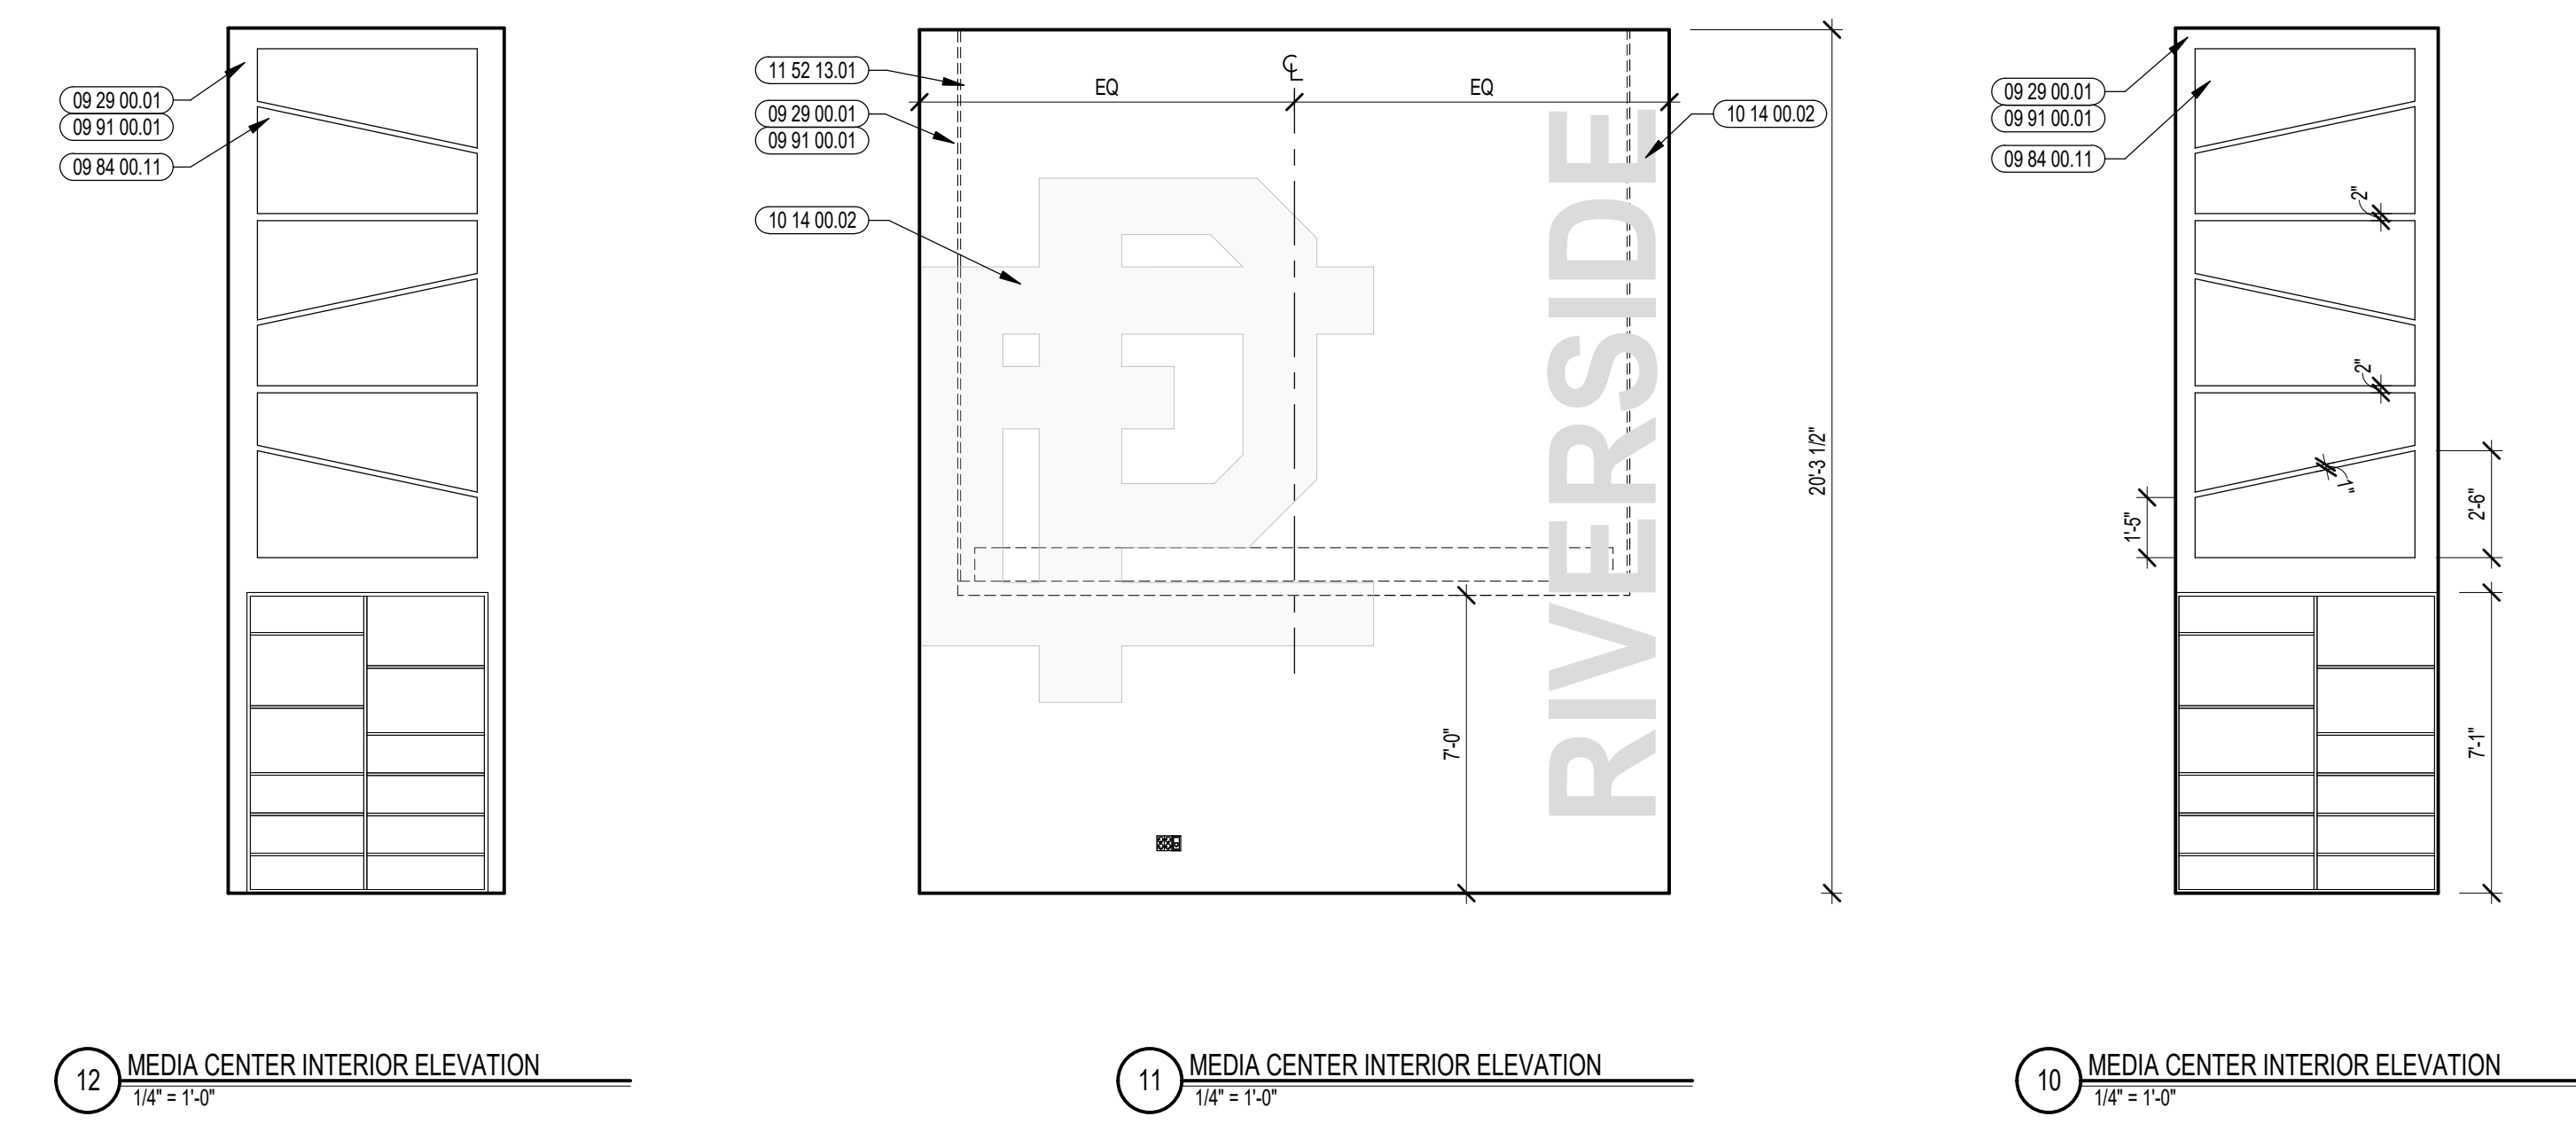 09 29 00.01
09 91 00.01
09 84 00.11
12
MEDIA CENTER INTERIOR ELEVATION
1/4" = 1'-0"
11 52 13.01
09 29 00.01
09 91 00.01
10 14 00.02
EQ
CL
EQ
10 14 00.02
RIVERSIDE
20'-3 1/2"
7'-0"
11
MEDIA CENTER INTERIOR ELEVATION
1/4" = 1'-0"
09 29 00.01
09 91 00.01
09 84 00.11
2"
2"
1"
1'-5"
2'-6"
7'-1"
10
MEDIA CENTER INTERIOR ELEVATION
1/4" = 1'-0"